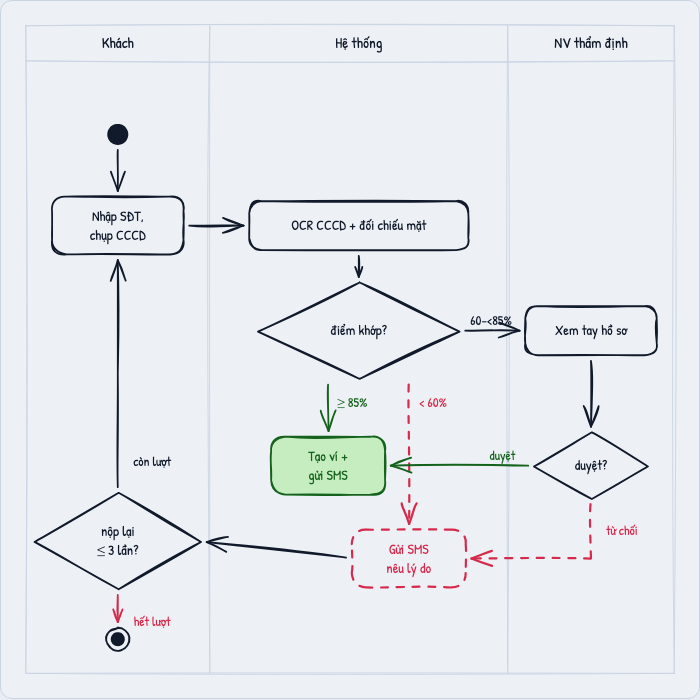 Khách
Hệ thống
NV thẩm định
Nhập SĐT,
chụp CCCD
OCR CCCD + đối chiếu mặt
điểm khớp?
60–<85%
Xem tay hồ sơ
≥ 85%
< 60%
Tạo ví +
gửi SMS
duyệt
duyệt?
còn lượt
nộp lại
≤ 3 lần?
Gửi SMS
nêu lý do
từ chối
hết lượt